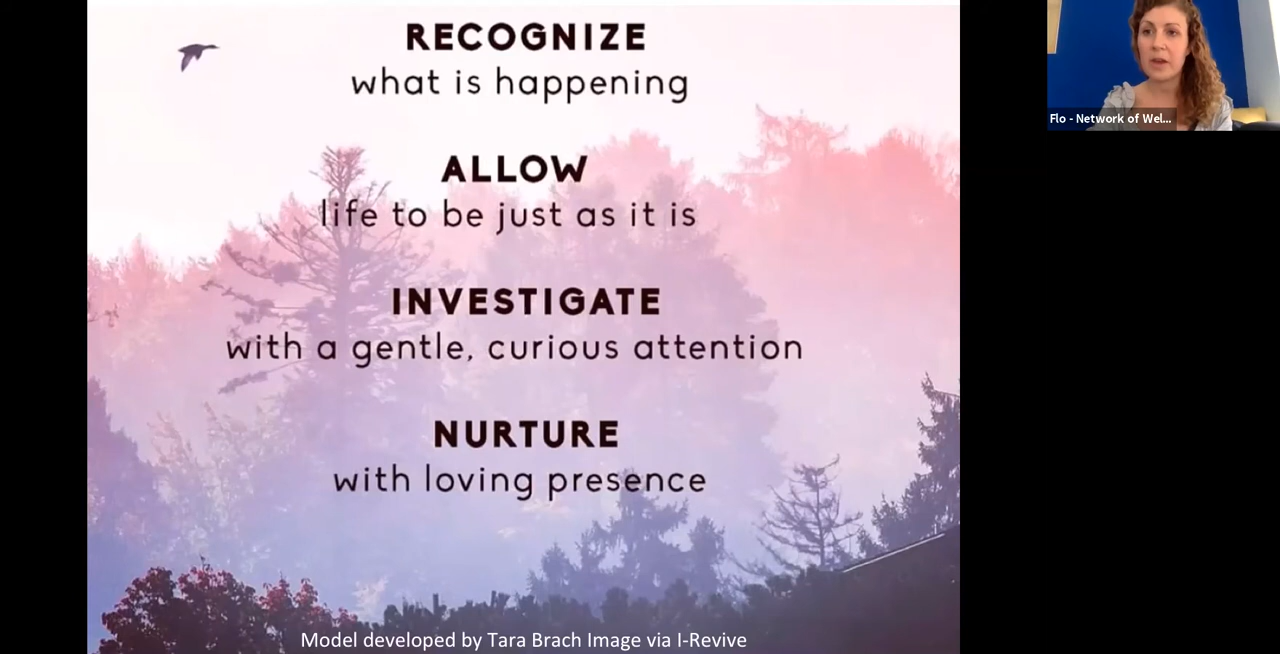 RECOGNIZE
what is happening
ALLOW
life to be just as it is
INVESTIGATE
with a gentle, curious attention
NURTURE
with loving presence
Model developed by Tara Brach Image via I-Revive
Flo - Network of Wel...